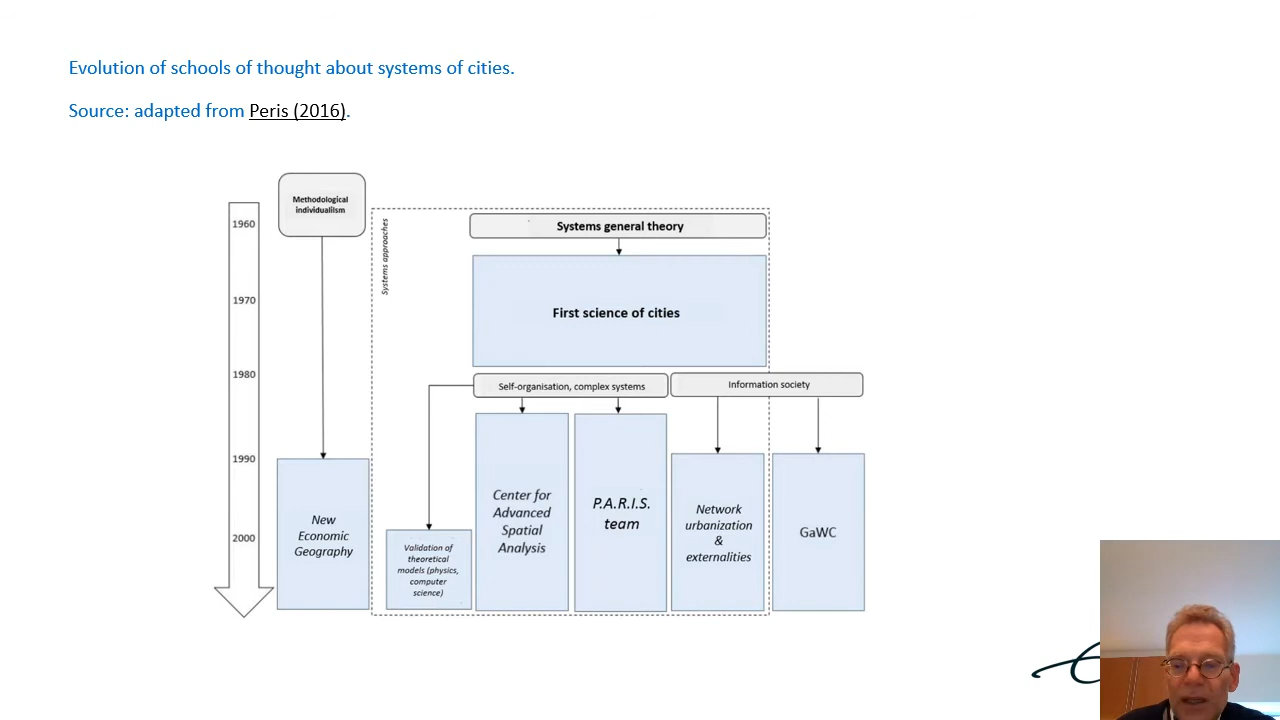 Evolution of schools of thought about systems of cities.
Source: adapted from Peris (2016).
Methodological
individualilsm
1960
1970
1980
1990
2000
Systems approaches
Systems general theory
First science of cities
Self-organisation, complex systems
Information society
New
Economic
Geography
Validation of
theoretical
models (physics,
computer
science)
Center for
Advanced
Spatial
Analysis
P.A.R.I.S.
team
Network
urbanization
&
externalities
GaWC